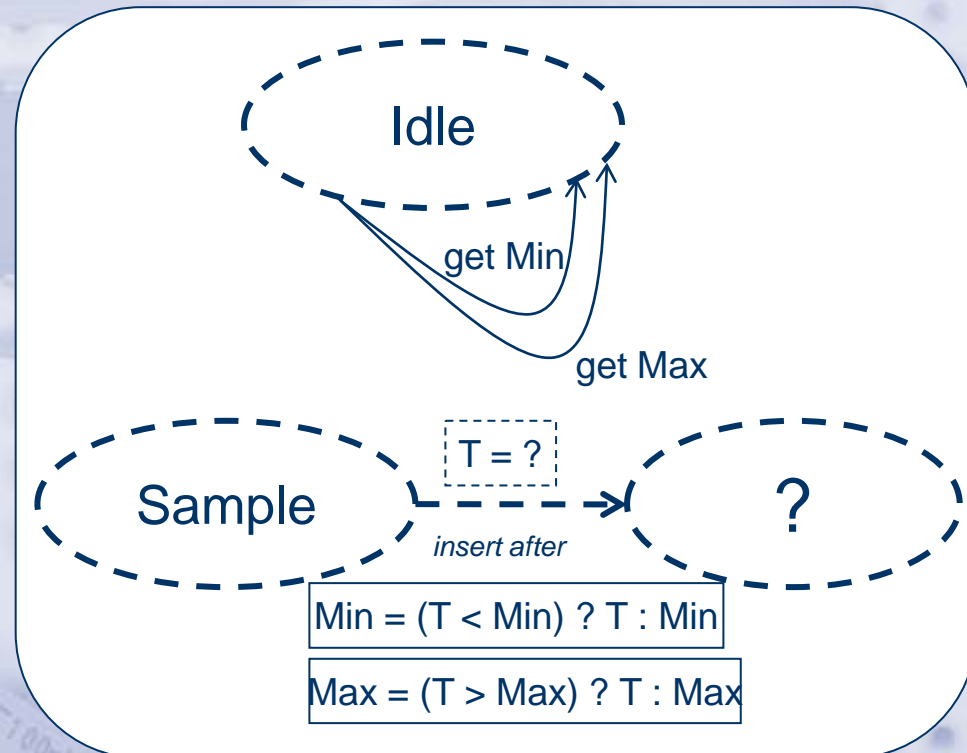 Idle
get Min
get Max
T = ?
Sample
?
insert after
Min = (T < Min) ? T : Min
Max = (T > Max) ? T : Max